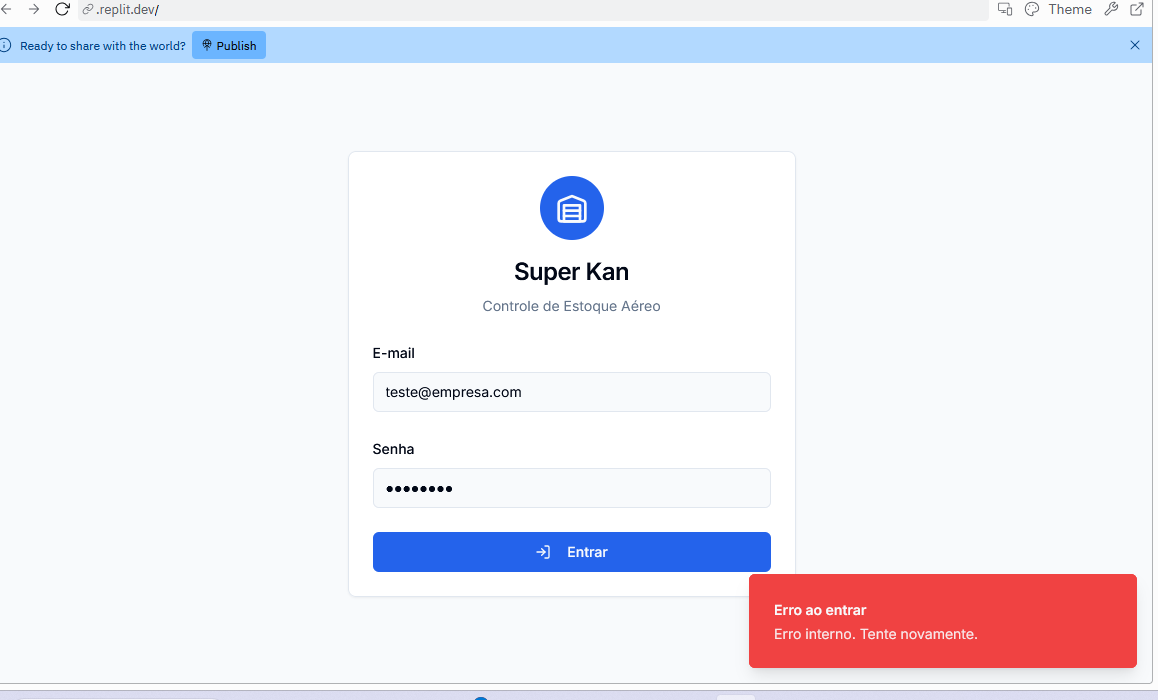 .replit.dev/
Theme
Ready to share with the world?
Publish
Super Kan
Controle de Estoque Aéreo
E-mail
teste@empresa.com
Senha
••••••••
Entrar
Erro ao entrar
Erro interno. Tente novamente.